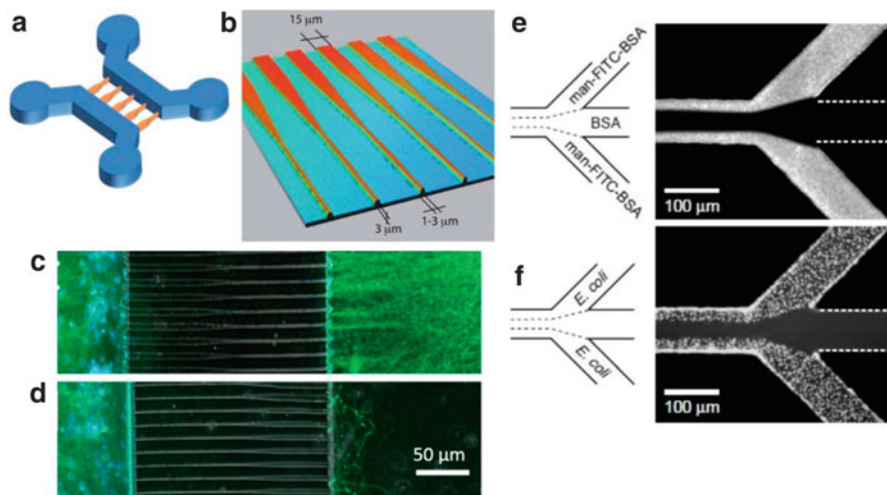 a
b
15 μm
3 μm
1-3 μm
c
d
50 μm
e
man-FITC-BSA
BSA
man-FITC-BSA
100 μm
f
E. coli
E. coli
100 μm